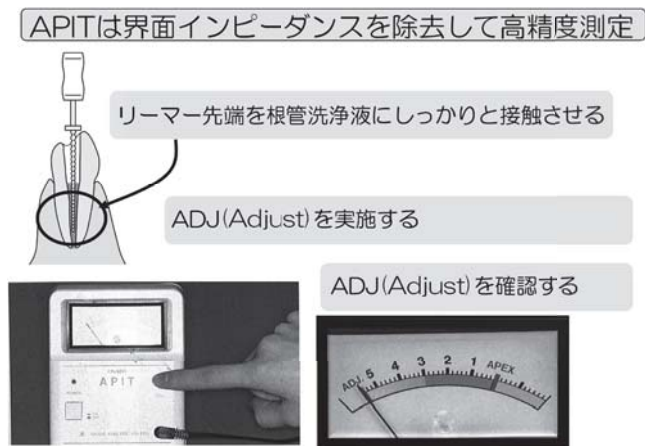 APITは界面インピーダンスを除去して高精度測定
リーマー先端を根管洗浄液にしっかりと接触させる
ADJ(Adjust)を実施する
ADJ(Adjust)を確認する
APIT
ADJ. 5 4 3 2 1 APEX